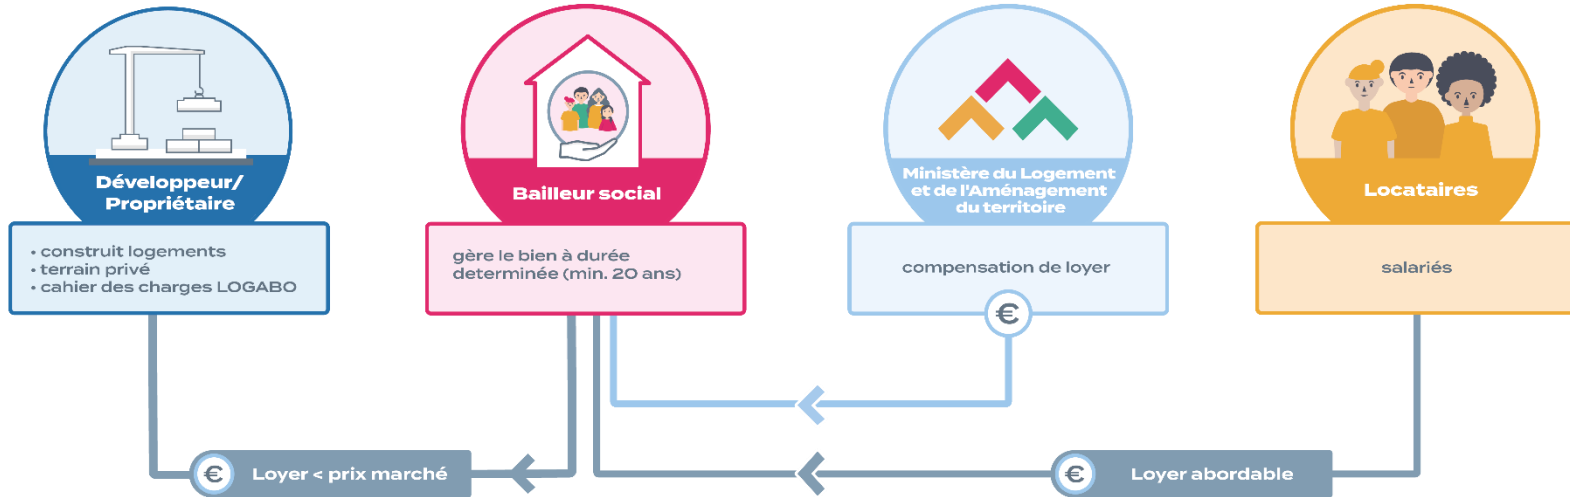 Développeur/
Propriétaire
• construit logements
• terrain privé
• cahier des charges LOGABO
Bailleur social
gère le bien à durée
determinée (min. 20 ans)
Ministère du Logement
et de l'Aménagement
du territoire
compensation de loyer
€
Locataires
salariés
€ Loyer < prix marché
€ Loyer abordable